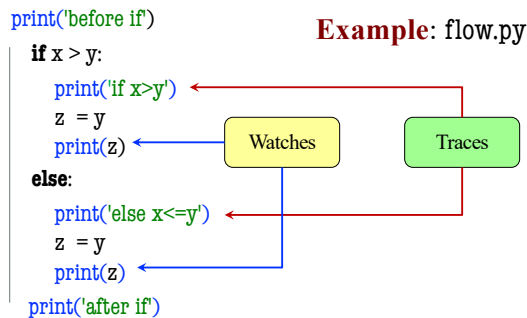 print('before if')
Example: flow.py
if x > y:
print('if x>y')
z = y
print(z)
Watches
Traces
else:
print('else x<=y')
z = y
print(z)
print('after if')